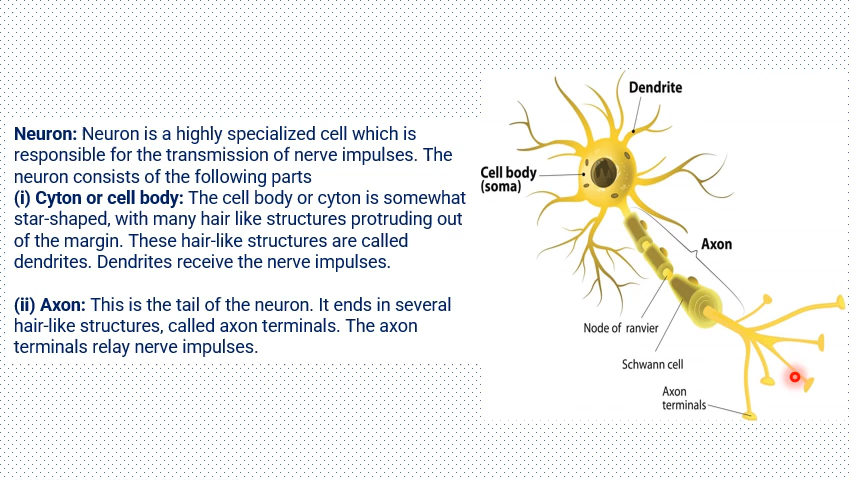 Neuron: Neuron is a highly specialized cell which is
responsible for the transmission of nerve impulses. The
neuron consists of the following parts
(i) Cyton or cell body: The cell body or cyton is somewhat
star-shaped, with many hair like structures protruding out
of the margin. These hair-like structures are called
dendrites. Dendrites receive the nerve impulses.
(ii) Axon: This is the tail of the neuron. It ends in several
hair-like structures, called axon terminals. The axon
terminals relay nerve impulses.
Dendrite
Cell body
(soma)
Axon
Node of ranvier
Schwann cell
Axon
terminals